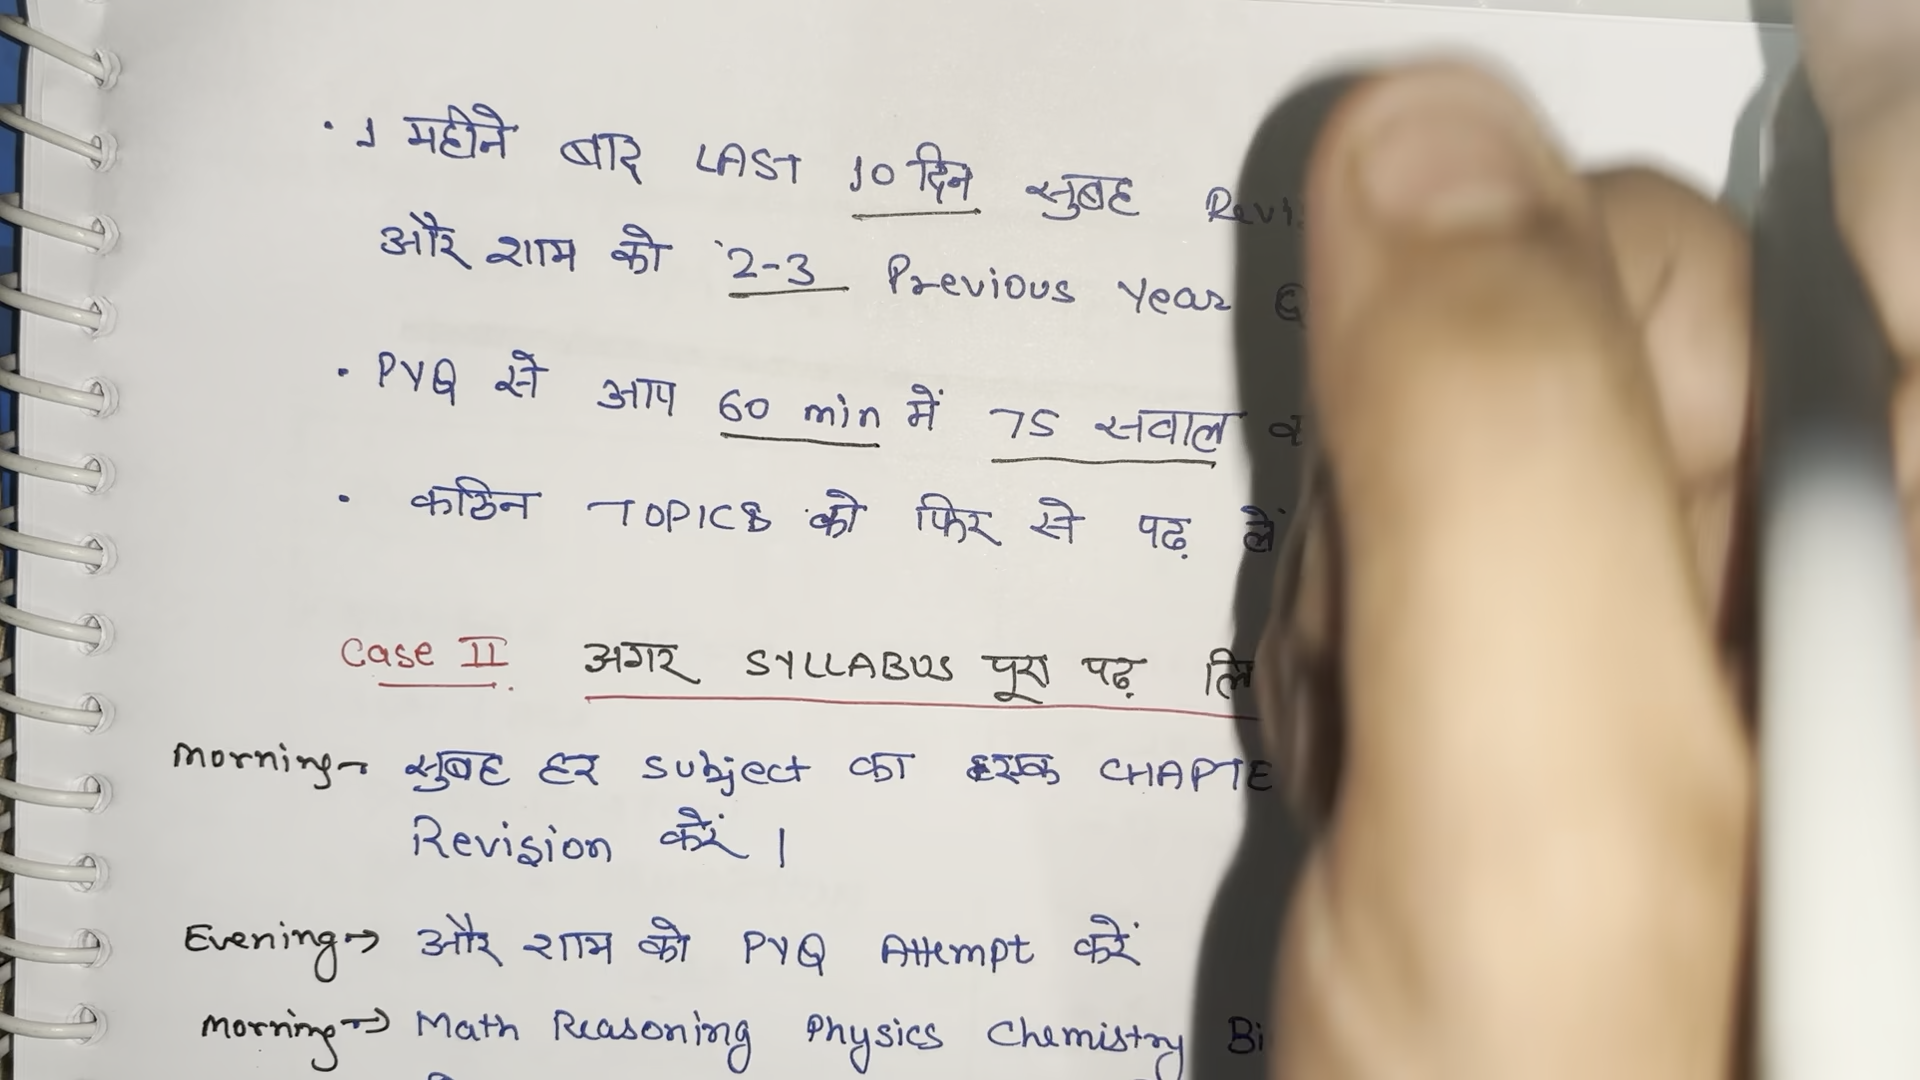 · 1 महीने बाद LAST 10 दिन सुबह
और शाम को 2-3 Previous Year
· PYQ से आप 60 min में 75 सवाल
· कठिन TOPICS को फिर से पढ़ लें
Case II अगर SYLLABUS पूरा पढ़
Morning → सुबह हर subject का CHAPTE
Revision करें ।
Evening → और शाम को PYQ Attempt करें
Morning → Math Reasoning Physics Chemistry Bi